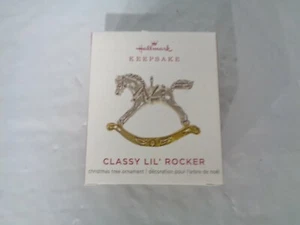 Hallmark
KEEPSAKE
CLASSY LIL' ROCKER
christmas tree ornament | décoration pour l'arbre de noël